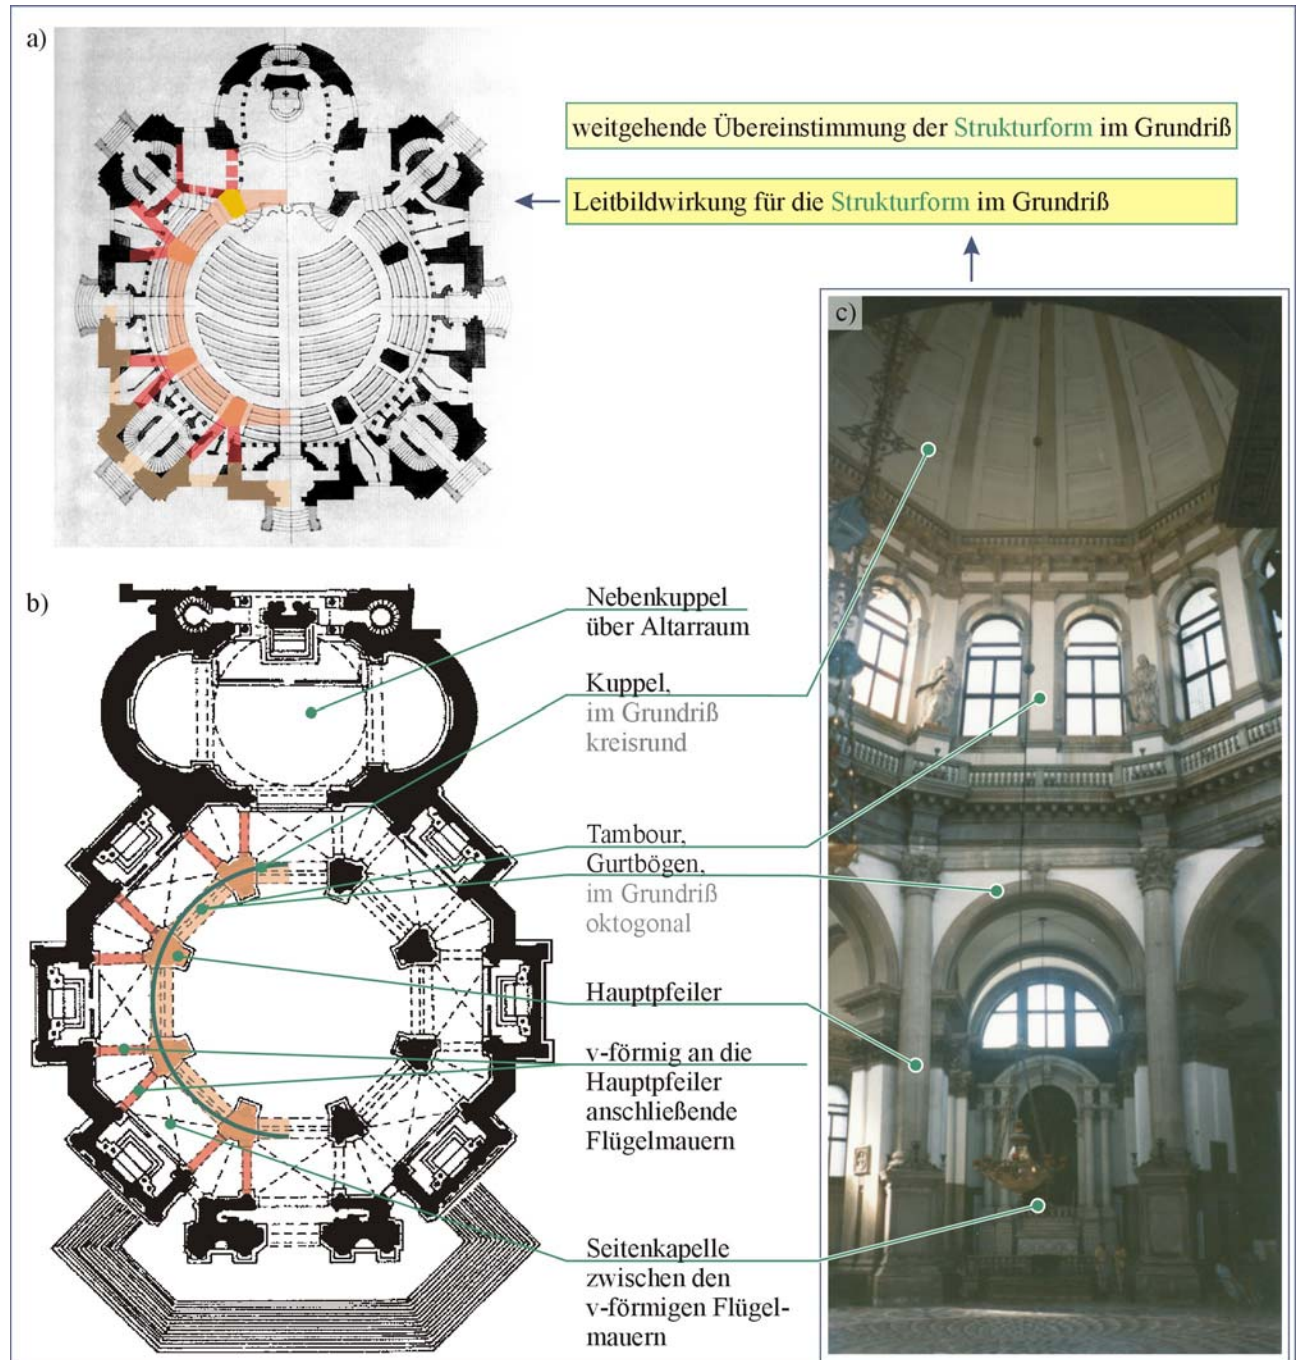 a)
weitgehende Übereinstimmung der Strukturform im Grundriß
Leitbildwirkung für die Strukturform im Grundriß
c)
b)
Nebenkuppel
über Altarraum
Kuppel,
im Grundriß
kreisrund
Tambour,
Gurtbögen,
im Grundriß
oktogonal
Hauptpfeiler
v-förmig an die
Hauptpfeiler
anschließende
Flügelmauern
Seitenkapelle
zwischen den
v-förmigen Flügel-
mauern